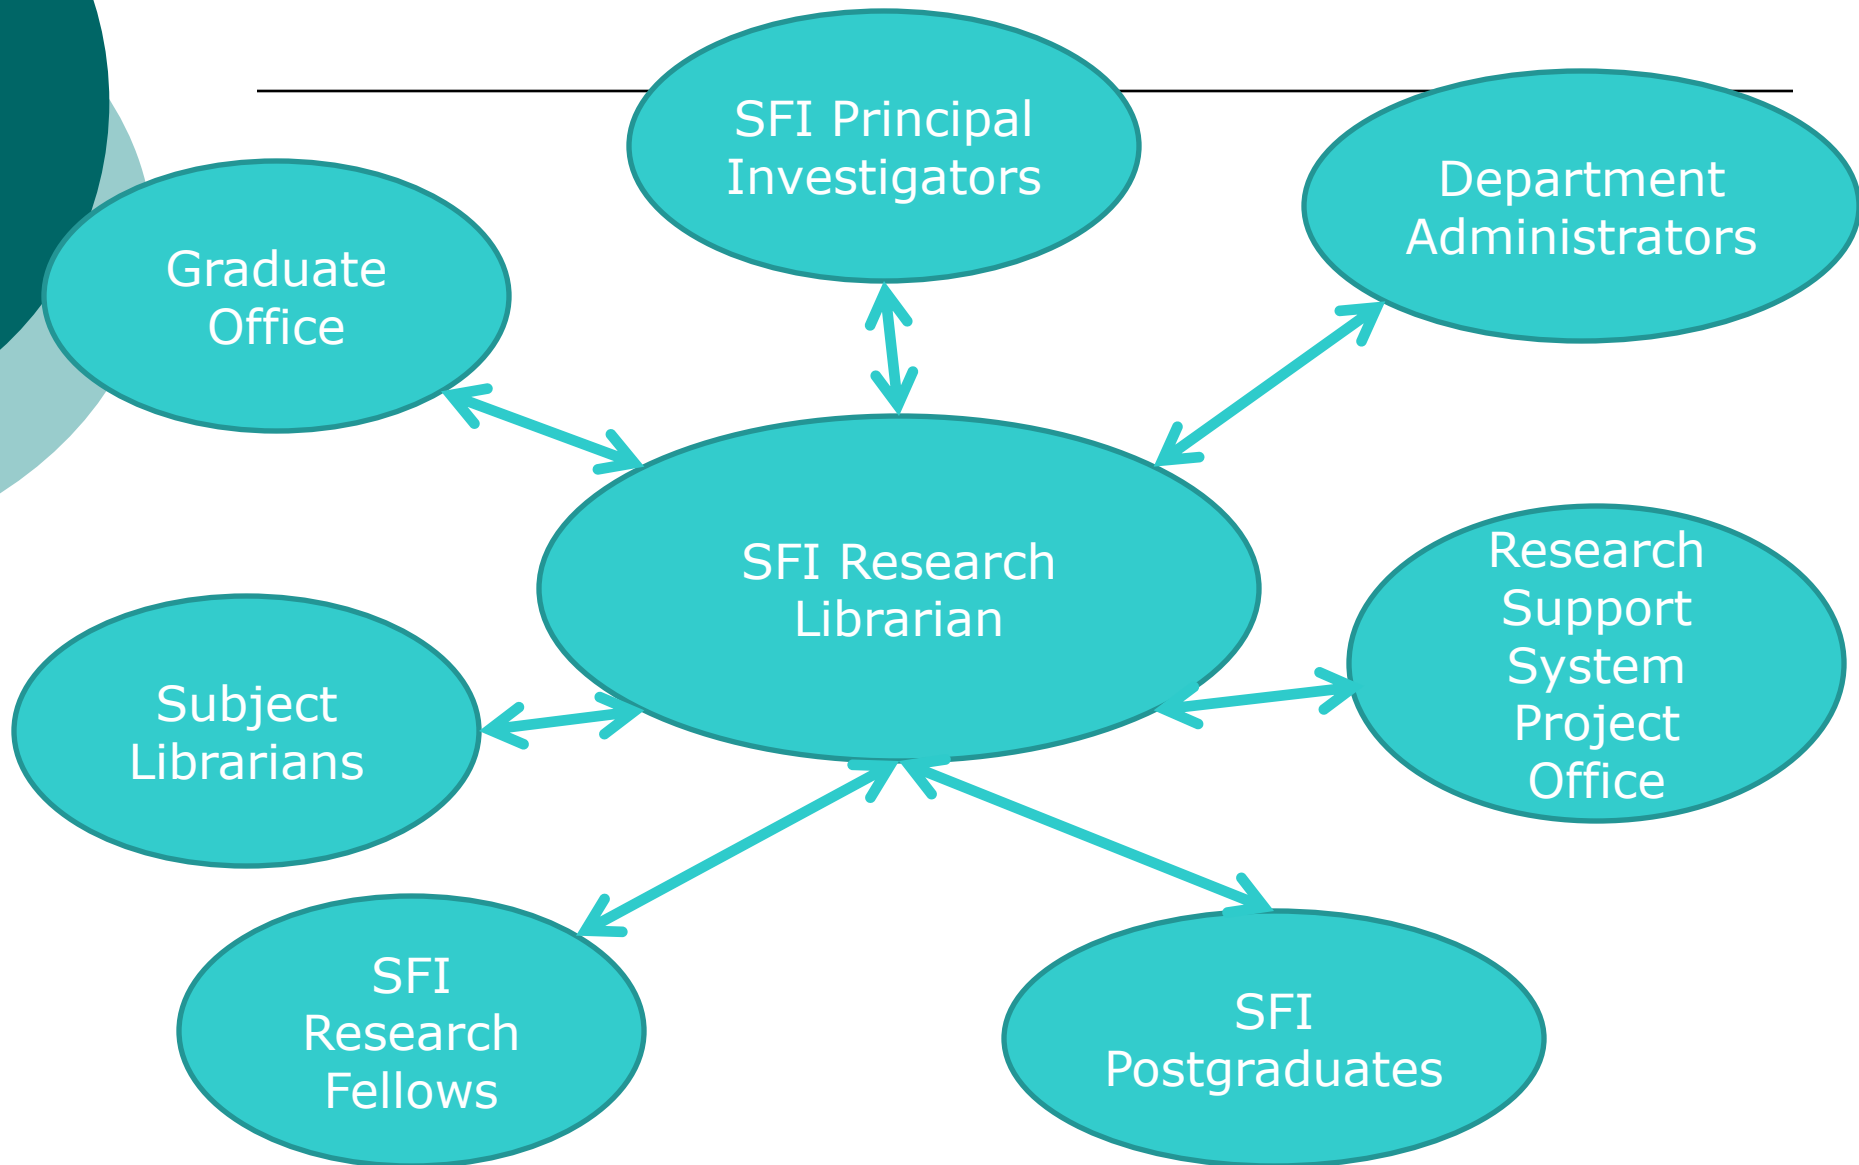 SFI Principal
Investigators
Department
Administrators
Graduate
Office
SFI Research
Librarian
Research
Support
System
Project
Office
Subject
Librarians
SFI
Research
Fellows
SFI
Postgraduates